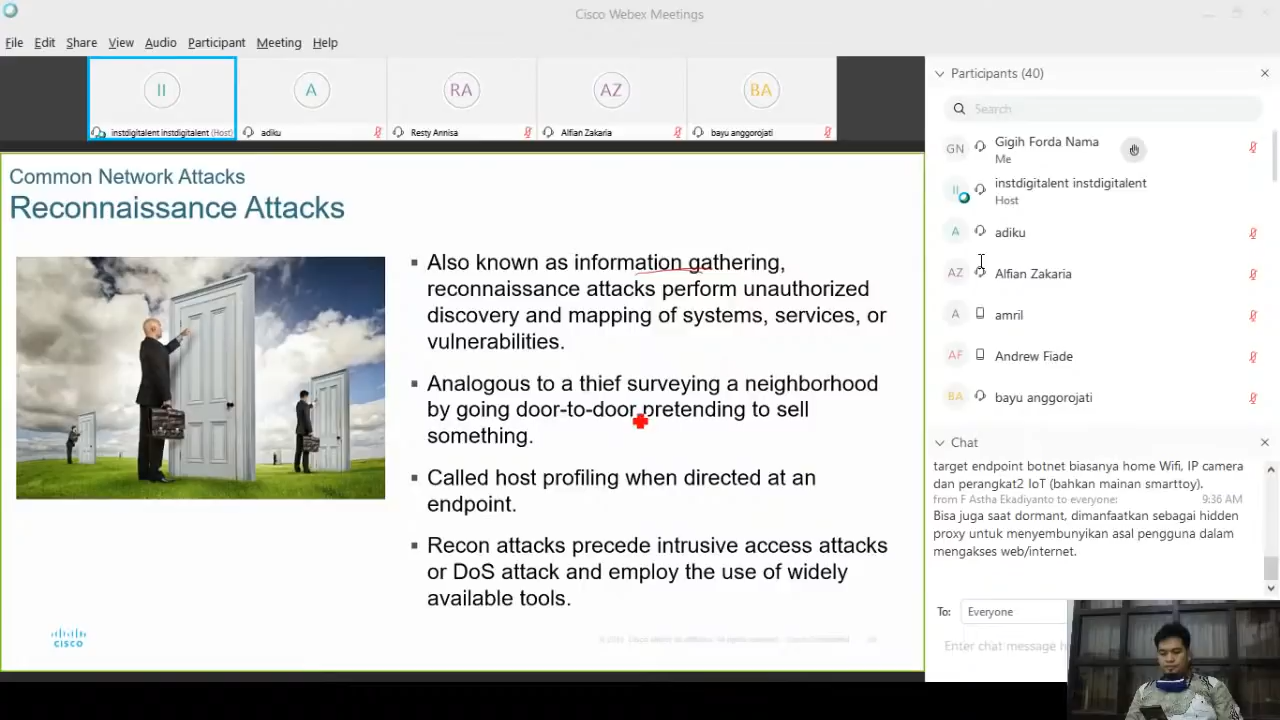 Cisco Webex Meetings
File Edit Share View Audio Participant Meeting Help
II A RA AZ BA
instdigitalent instdigitalent (Host) adiku Resty Annisa Alfian Zakaria bayu anggorojati
Common Network Attacks
Reconnaissance Attacks
▪ Also known as information gathering,
reconnaissance attacks perform unauthorized
discovery and mapping of systems, services, or
vulnerabilities.
▪ Analogous to a thief surveying a neighborhood
by going door-to-door pretending to sell
something.
▪ Called host profiling when directed at an
endpoint.
▪ Recon attacks precede intrusive access attacks
or DoS attack and employ the use of widely
available tools.
cisco
Participants (40)
Search
GN Gigih Forda Nama
Me
II instdigitalent instdigitalent
Host
A adiku
AZ Alfian Zakaria
A amril
AF Andrew Fiade
BA bayu anggorojati
Chat
target endpoint botnet biasanya home Wifi, IP camera
dan perangkat2 IoT (bahkan mainan smarttoy).
from F Astha Ekadiyanto to everyone: 9:36 AM
Bisa juga saat dormant, dimanfaatkan sebagai hidden
proxy untuk menyembunyikan asal pengguna dalam
mengakses web/internet.
To: Everyone
Enter chat message